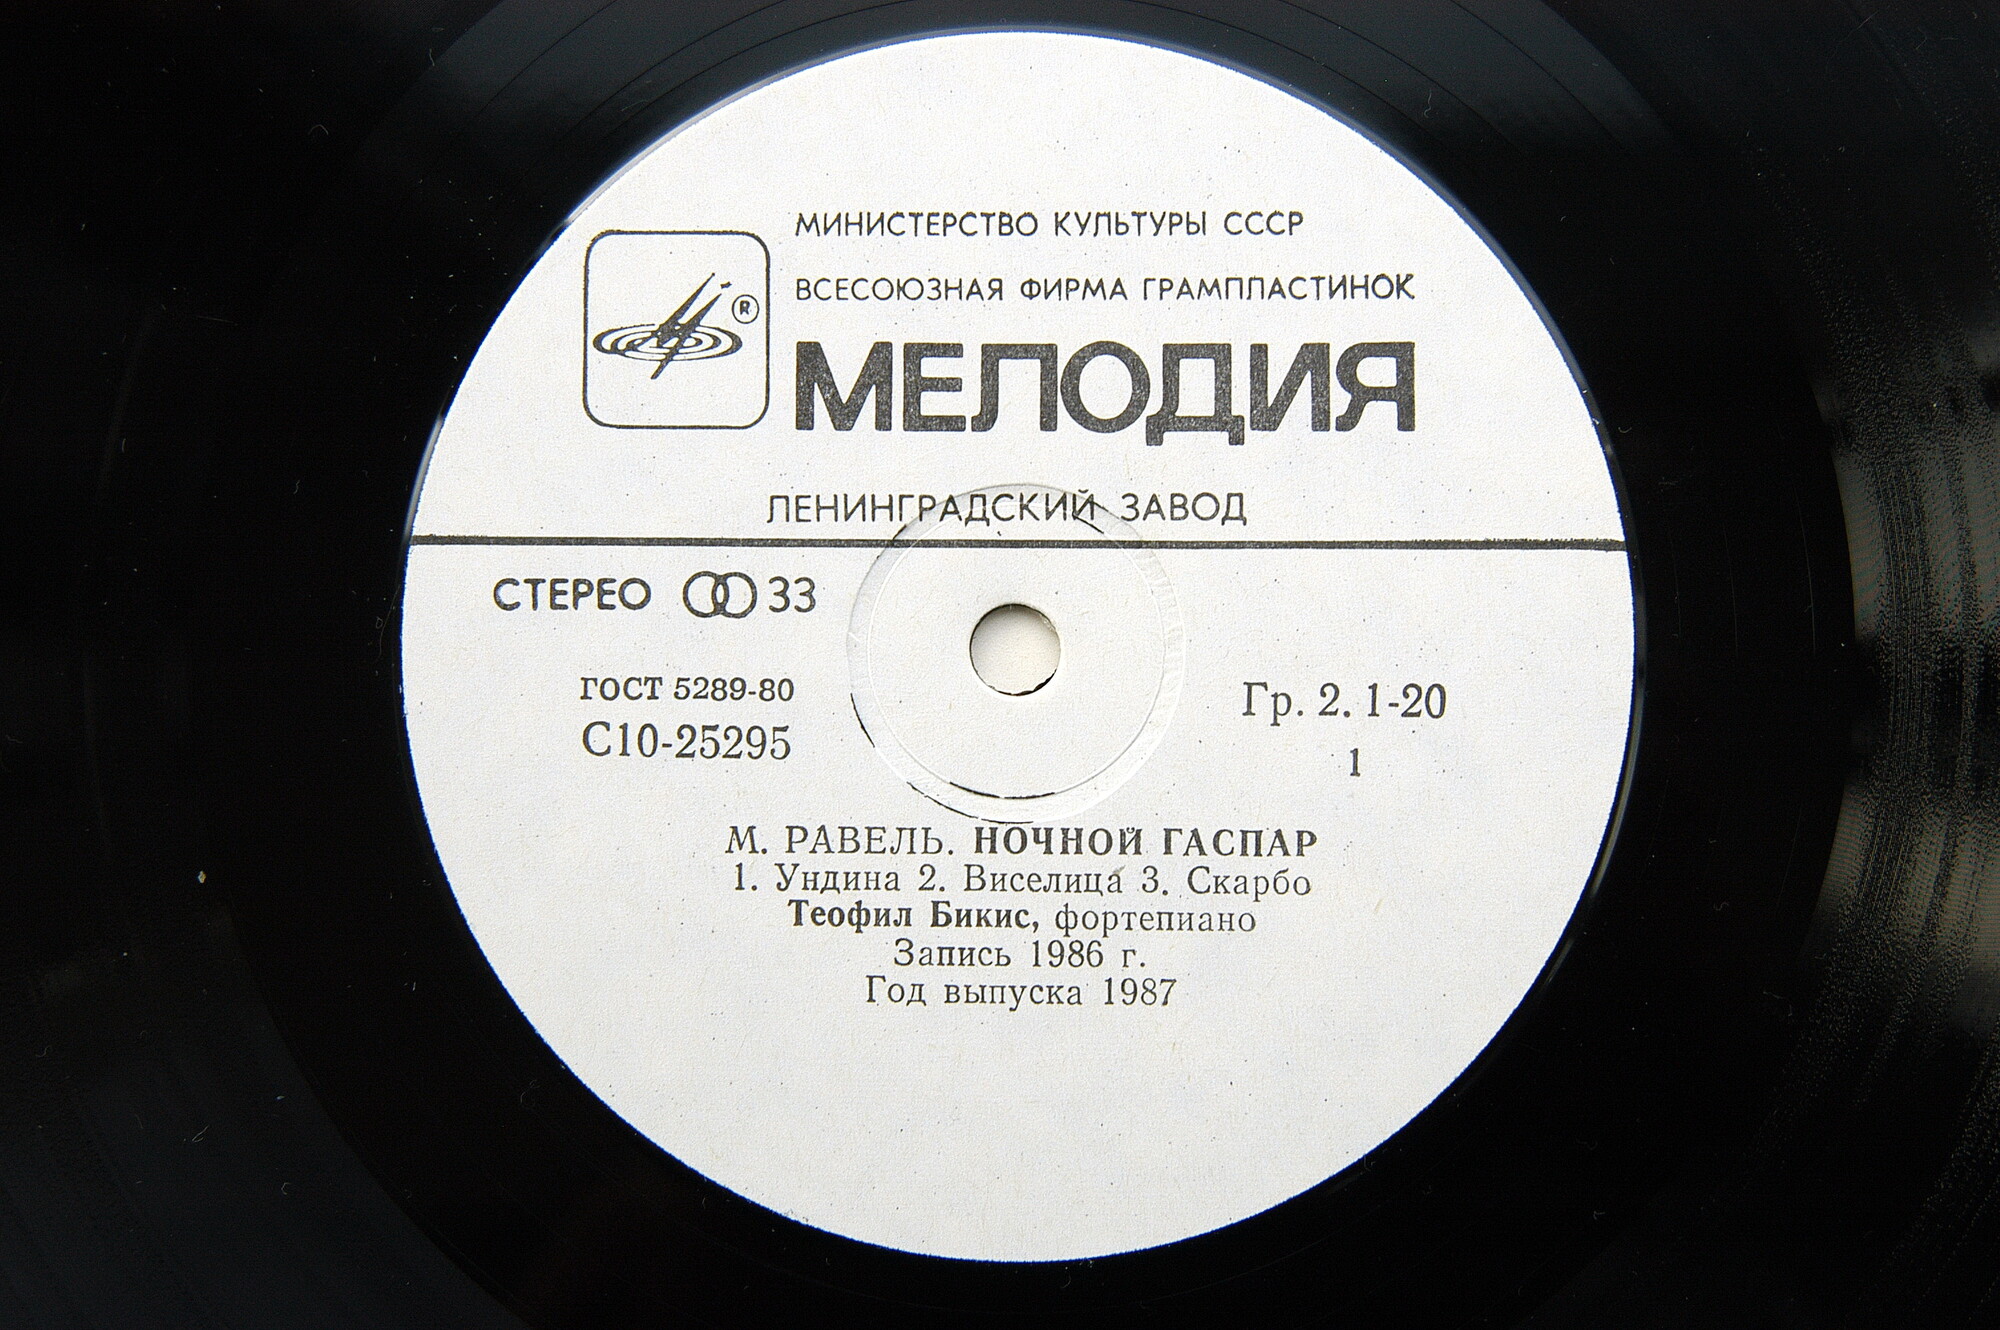 МИНИСТЕРСТВО КУЛЬТУРЫ СССР
ВСЕСОЮЗНАЯ ФИРМА ГРАМПЛАСТИНОК
®
МЕЛОДИЯ
ЛЕНИНГРАДСКИЙ ЗАВОД
СТЕРЕО 33
ГОСТ 5289-80
С10-25295
Гр. 2. 1-20
1
М. РАВЕЛЬ. НОЧНОЙ ГАСПАР
1. Ундина 2. Виселица 3. Скарбо
Теофил Бикис, фортепиано
Запись 1986 г.
Год выпуска 1987